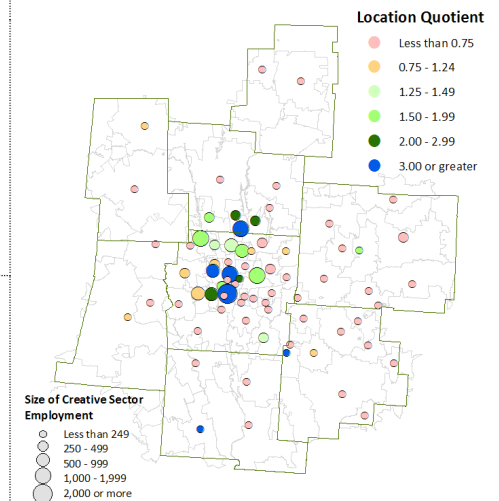 Location Quotient
Less than 0.75
0.75 - 1.24
1.25 - 1.49
1.50 - 1.99
2.00 - 2.99
3.00 or greater
Size of Creative Sector
Employment
Less than 249
250 - 499
500 - 999
1,000 - 1,999
2,000 or more